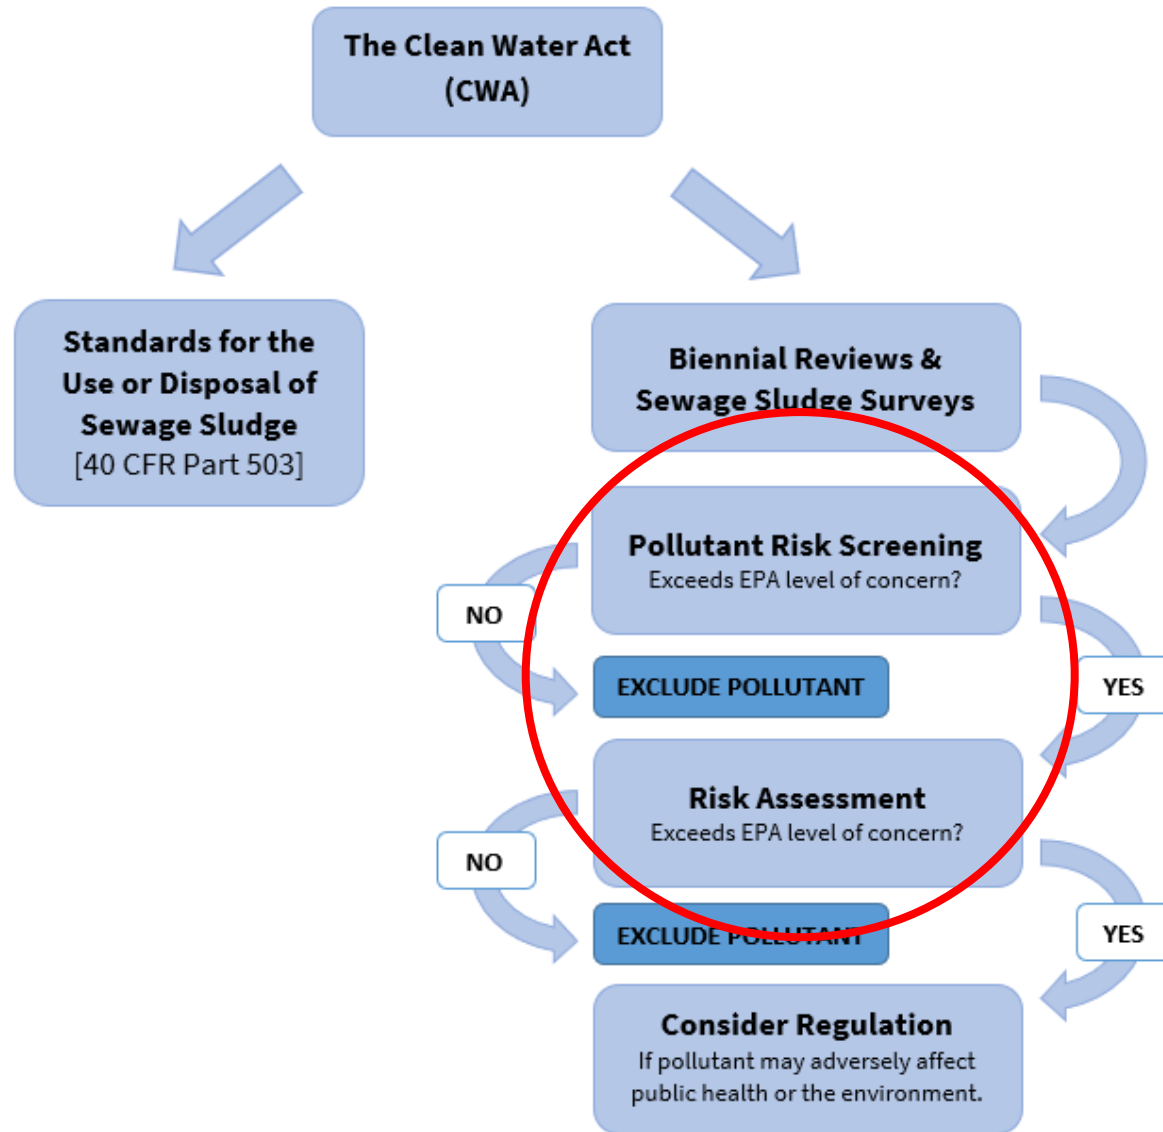 The Clean Water Act
(CWA)
Standards for the
Use or Disposal of
Sewage Sludge
[40 CFR Part 503]
Biennial Reviews &
Sewage Sludge Surveys
Pollutant Risk Screening
Exceeds EPA level of concern?
NO
EXCLUDE POLLUTANT
YES
Risk Assessment
Exceeds EPA level of concern?
NO
EXCLUDE POLLUTANT
YES
Consider Regulation
If pollutant may adversely affect
public health or the environment.